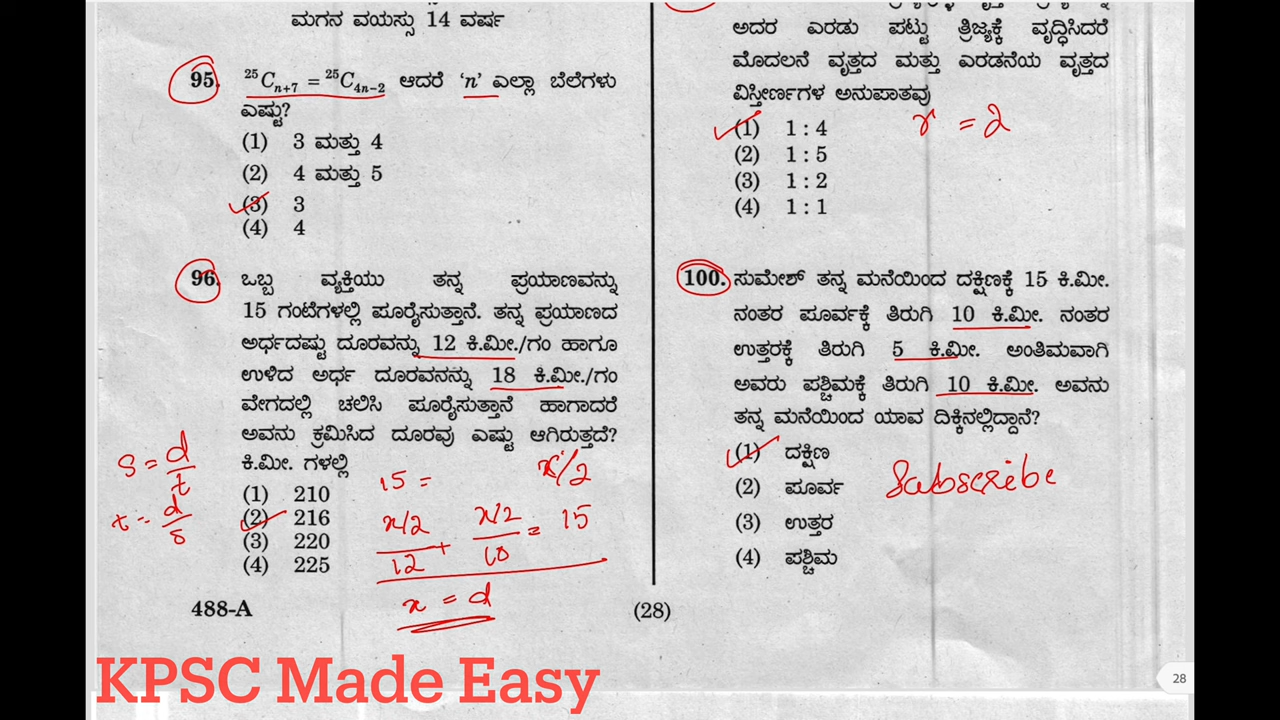 ಮಗನ ವಯಸ್ಸು 14 ವರ್ಷ
95. ²⁵Cₙ₊₇ = ²⁵C₄ₙ₋₂ ಆದರೆ ‘n’ ಎಲ್ಲಾ ಬೆಲೆಗಳು
ಎಷ್ಟು?
(1) 3 ಮತ್ತು 4
(2) 4 ಮತ್ತು 5
(3) 3
(4) 4
96. ಒಬ್ಬ ವ್ಯಕ್ತಿಯು ತನ್ನ ಪ್ರಯಾಣವನ್ನು
15 ಗಂಟೆಗಳಲ್ಲಿ ಪೂರೈಸುತ್ತಾನೆ. ತನ್ನ ಪ್ರಯಾಣದ
ಅರ್ಧದಷ್ಟು ದೂರವನ್ನು 12 ಕಿ.ಮೀ./ಗಂ ಹಾಗೂ
ಉಳಿದ ಅರ್ಧ ದೂರವನನ್ನು 18 ಕಿ.ಮೀ./ಗಂ
ವೇಗದಲ್ಲಿ ಚಲಿಸಿ ಪೂರೈಸುತ್ತಾನೆ ಹಾಗಾದರೆ
ಅವನು ಕ್ರಮಿಸಿದ ದೂರವು ಎಷ್ಟು ಆಗಿರುತ್ತದೆ?
ಕಿ.ಮೀ. ಗಳಲ್ಲಿ
(1) 210
(2) 216
(3) 220
(4) 225
s = d/t
t = d/s
15 =
x/2
x/2 / 12 + x/2 / 18 = 15
x = d
488-A
(28)
ಅದರ ಎರಡು ಪಟ್ಟು ತ್ರಿಜ್ಯಕ್ಕೆ ವೃದ್ಧಿಸಿದರೆ
ಮೊದಲನೆ ವೃತ್ತದ ಮತ್ತು ಎರಡನೆಯ ವೃತ್ತದ
ವಿಸ್ತೀರ್ಣಗಳ ಅನುಪಾತವು
(1) 1 : 4
(2) 1 : 5
(3) 1 : 2
(4) 1 : 1
r = 2
100. ಸುಮೇಶ್ ತನ್ನ ಮನೆಯಿಂದ ದಕ್ಷಿಣಕ್ಕೆ 15 ಕಿ.ಮೀ.
ನಂತರ ಪೂರ್ವಕ್ಕೆ ತಿರುಗಿ 10 ಕಿ.ಮೀ. ನಂತರ
ಉತ್ತರಕ್ಕೆ ತಿರುಗಿ 5 ಕಿ.ಮೀ. ಅಂತಿಮವಾಗಿ
ಅವರು ಪಶ್ಚಿಮಕ್ಕೆ ತಿರುಗಿ 10 ಕಿ.ಮೀ. ಅವನು
ತನ್ನ ಮನೆಯಿಂದ ಯಾವ ದಿಕ್ಕಿನಲ್ಲಿದ್ದಾನೆ?
(1) ದಕ್ಷಿಣ
(2) ಪೂರ್ವ
(3) ಉತ್ತರ
(4) ಪಶ್ಚಿಮ
Subscribe
KPSC Made Easy
28